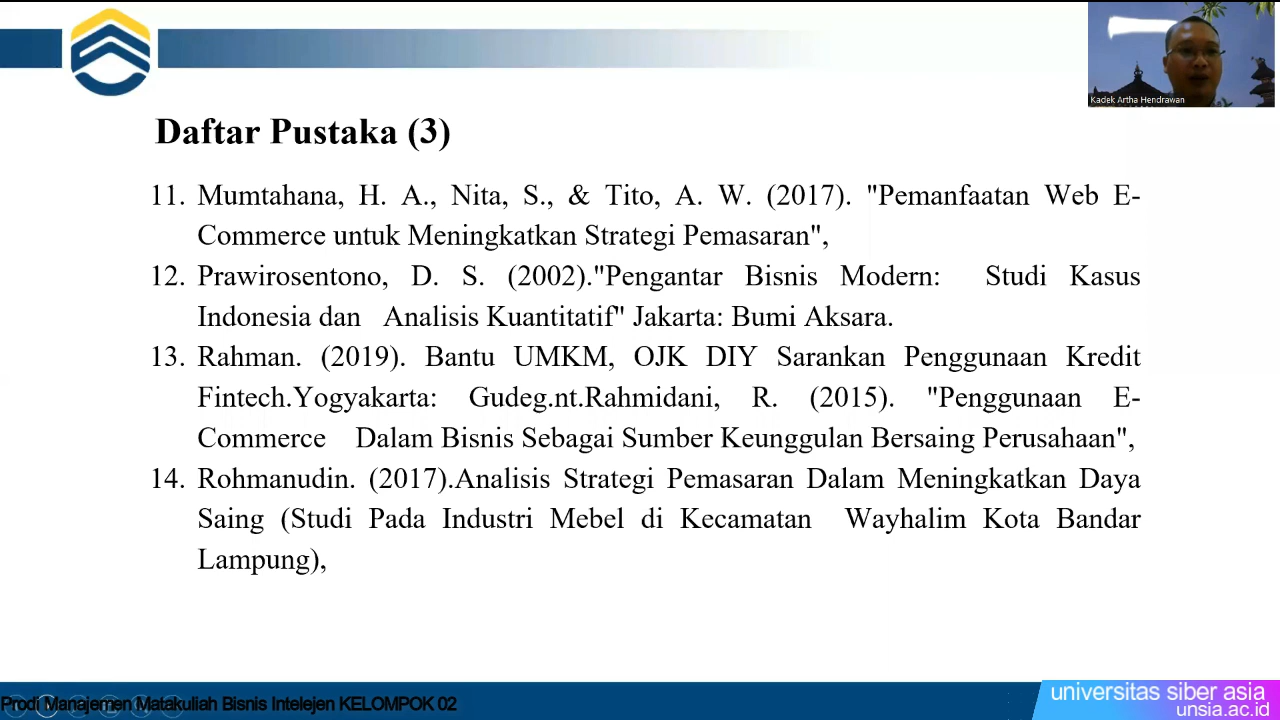 Kadek Artha Hendrawan
Daftar Pustaka (3)
11. Mumtahana, H. A., Nita, S., & Tito, A. W. (2017). "Pemanfaatan Web E-
Commerce untuk Meningkatkan Strategi Pemasaran",
12. Prawirosentono, D. S. (2002)."Pengantar Bisnis Modern: Studi Kasus
Indonesia dan Analisis Kuantitatif" Jakarta: Bumi Aksara.
13. Rahman. (2019). Bantu UMKM, OJK DIY Sarankan Penggunaan Kredit
Fintech.Yogyakarta: Gudeg.nt.Rahmidani, R. (2015). "Penggunaan E-
Commerce Dalam Bisnis Sebagai Sumber Keunggulan Bersaing Perusahaan",
14. Rohmanudin. (2017).Analisis Strategi Pemasaran Dalam Meningkatkan Daya
Saing (Studi Pada Industri Mebel di Kecamatan Wayhalim Kota Bandar
Lampung),
Prodi Manajemen Matakuliah Bisnis Intelejen KELOMPOK 02
universitas siber asia
unsia.ac.id